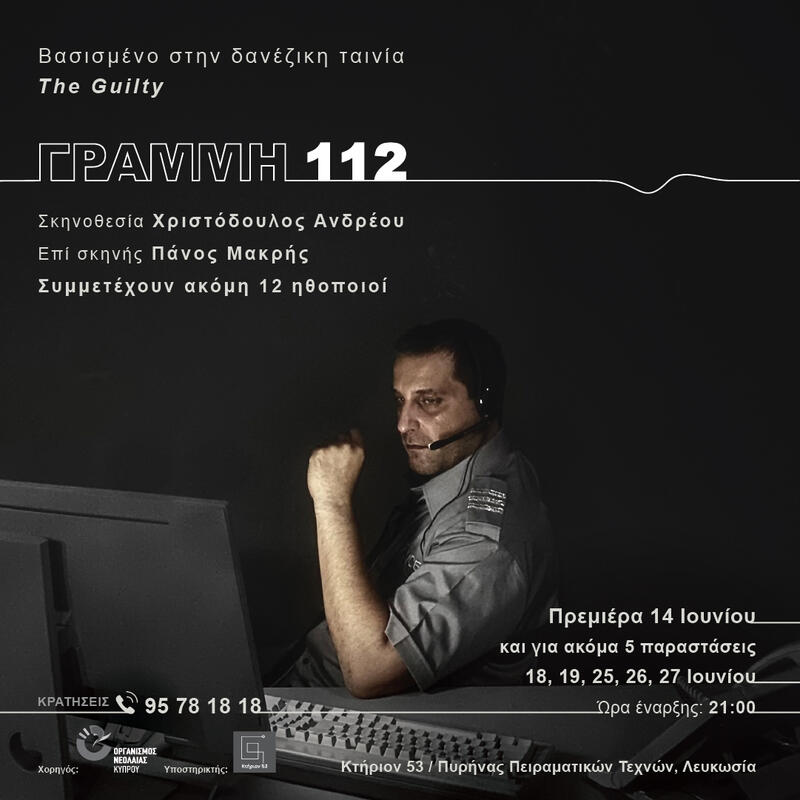 Βασισμένο στην δανέζικη ταινία
The Guilty
ΓΡΑΜΜΗ 112
Σκηνοθεσία Χριστόδουλος Ανδρέου
Επί σκηνής Πάνος Μακρής
Συμμετέχουν ακόμη 12 ηθοποιοί
Πρεμιέρα 14 Ιουνίου
και για ακόμα 5 παραστάσεις
18, 19, 25, 26, 27 Ιουνίου
Ώρα έναρξης: 21:00
ΚΡΑΤΗΣΕΙΣ 95 78 18 18
Χορηγός:
ΟΡΓΑΝΙΣΜΟΣ
ΝΕΟΛΑΙΑΣ
ΚΥΠΡΟΥ
Υποστηρικτής:
Κτήριον 53
Κτήριον 53 / Πυρήνας Πειραματικών Τεχνών, Λευκωσία